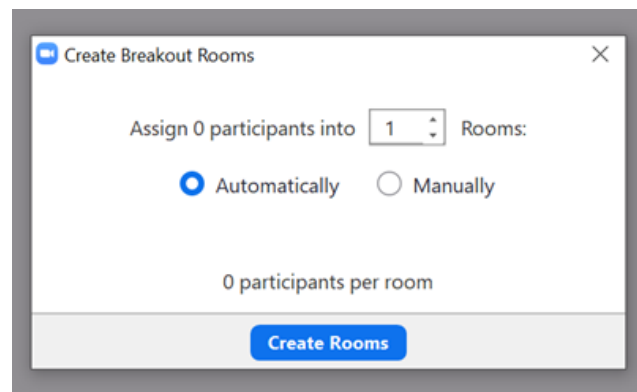 Create Breakout Rooms
Assign 0 participants into 1 Rooms:
Automatically Manually
0 participants per room
Create Rooms